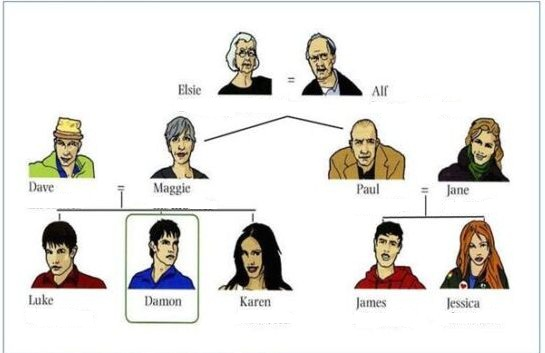 Elsie = Alf
Dave = Maggie Paul = Jane
Luke Damon Karen James Jessica